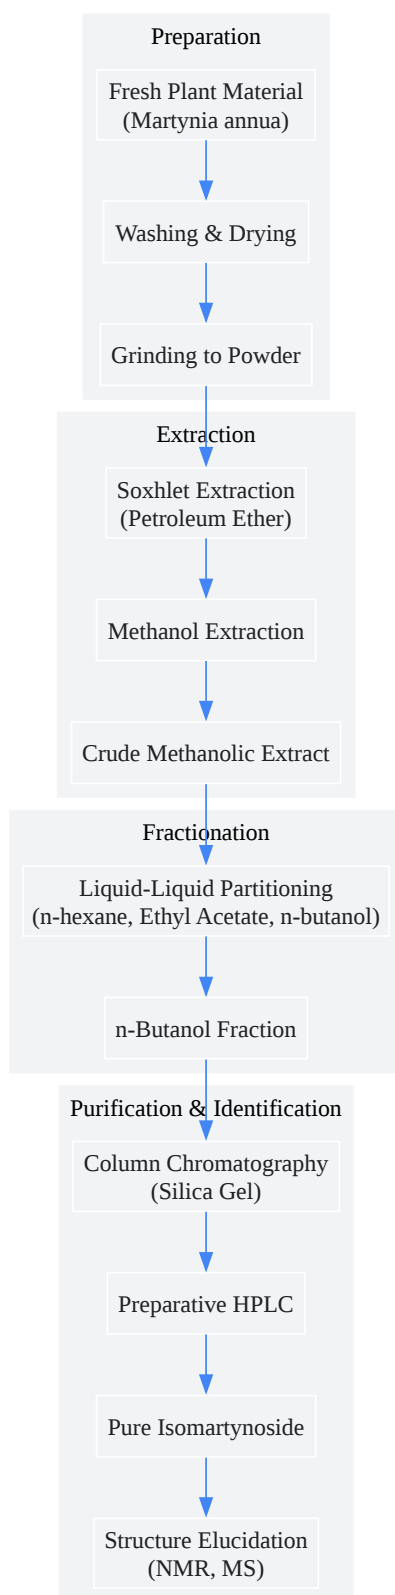 Preparation
Fresh Plant Material
(Martynia annua)
Washing & Drying
Grinding to Powder
Extraction
Soxhlet Extraction
(Petroleum Ether)
Methanol Extraction
Crude Methanolic Extract
Fractionation
Liquid-Liquid Partitioning
(n-hexane, Ethyl Acetate, n-butanol)
n-Butanol Fraction
Purification & Identification
Column Chromatography
(Silica Gel)
Preparative HPLC
Pure Isomartynoside
Structure Elucidation
(NMR, MS)